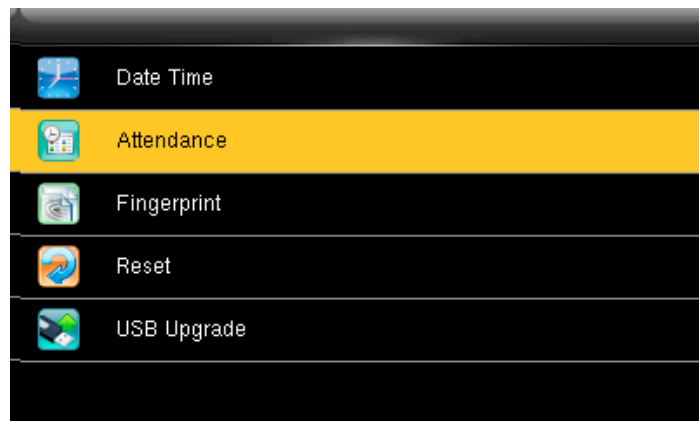 Date Time
Attendance
Fingerprint
Reset
USB Upgrade